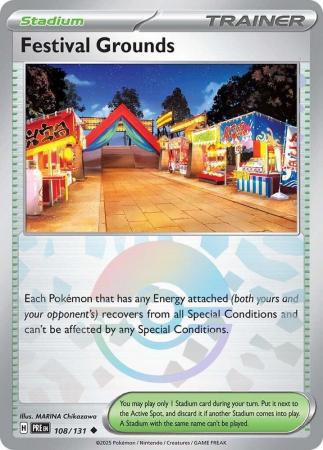 Stadium
TRAINER
Festival Grounds
Each Pokémon that has any Energy attached (both yours and
your opponent's) recovers from all Special Conditions and
can't be affected by any Special Conditions.
Illus. MARINA Chikazawa
H PRE EN 108/131
You may play only 1 Stadium card during your turn. Put it next to
the Active Spot, and discard it if another Stadium comes into play.
A Stadium with the same name can't be played.
©2025 Pokémon / Nintendo / Creatures / GAME FREAK